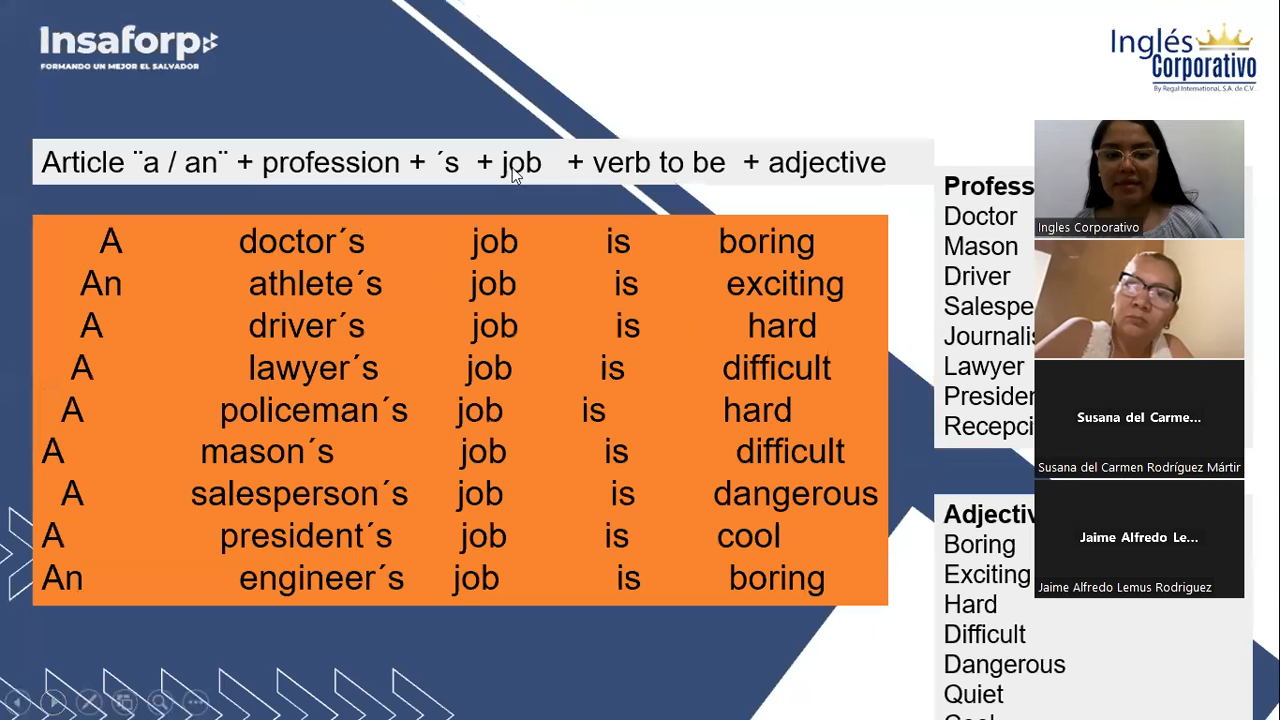 Insaforp
FORMANDO UN MEJOR EL SALVADOR
Inglés
Corporativo
By Regal International, S.A. de C.V.
Article ¨a / an¨ + profession + ´s + job + verb to be + adjective
A doctor´s job is boring
An athlete´s job is exciting
A driver´s job is hard
A lawyer´s job is difficult
A policeman´s job is hard
A mason´s job is difficult
A salesperson´s job is dangerous
A president´s job is cool
An engineer´s job is boring
Profess
Doctor
Mason
Driver
Salespe
Journalis
Lawyer
Presiden
Recepci
Adjectiv
Boring
Exciting
Hard
Difficult
Dangerous
Quiet
Ingles Corporativo
Susana del Carme...
Susana del Carmen Rodríguez Mártir
Jaime Alfredo Le...
Jaime Alfredo Lemus Rodriguez